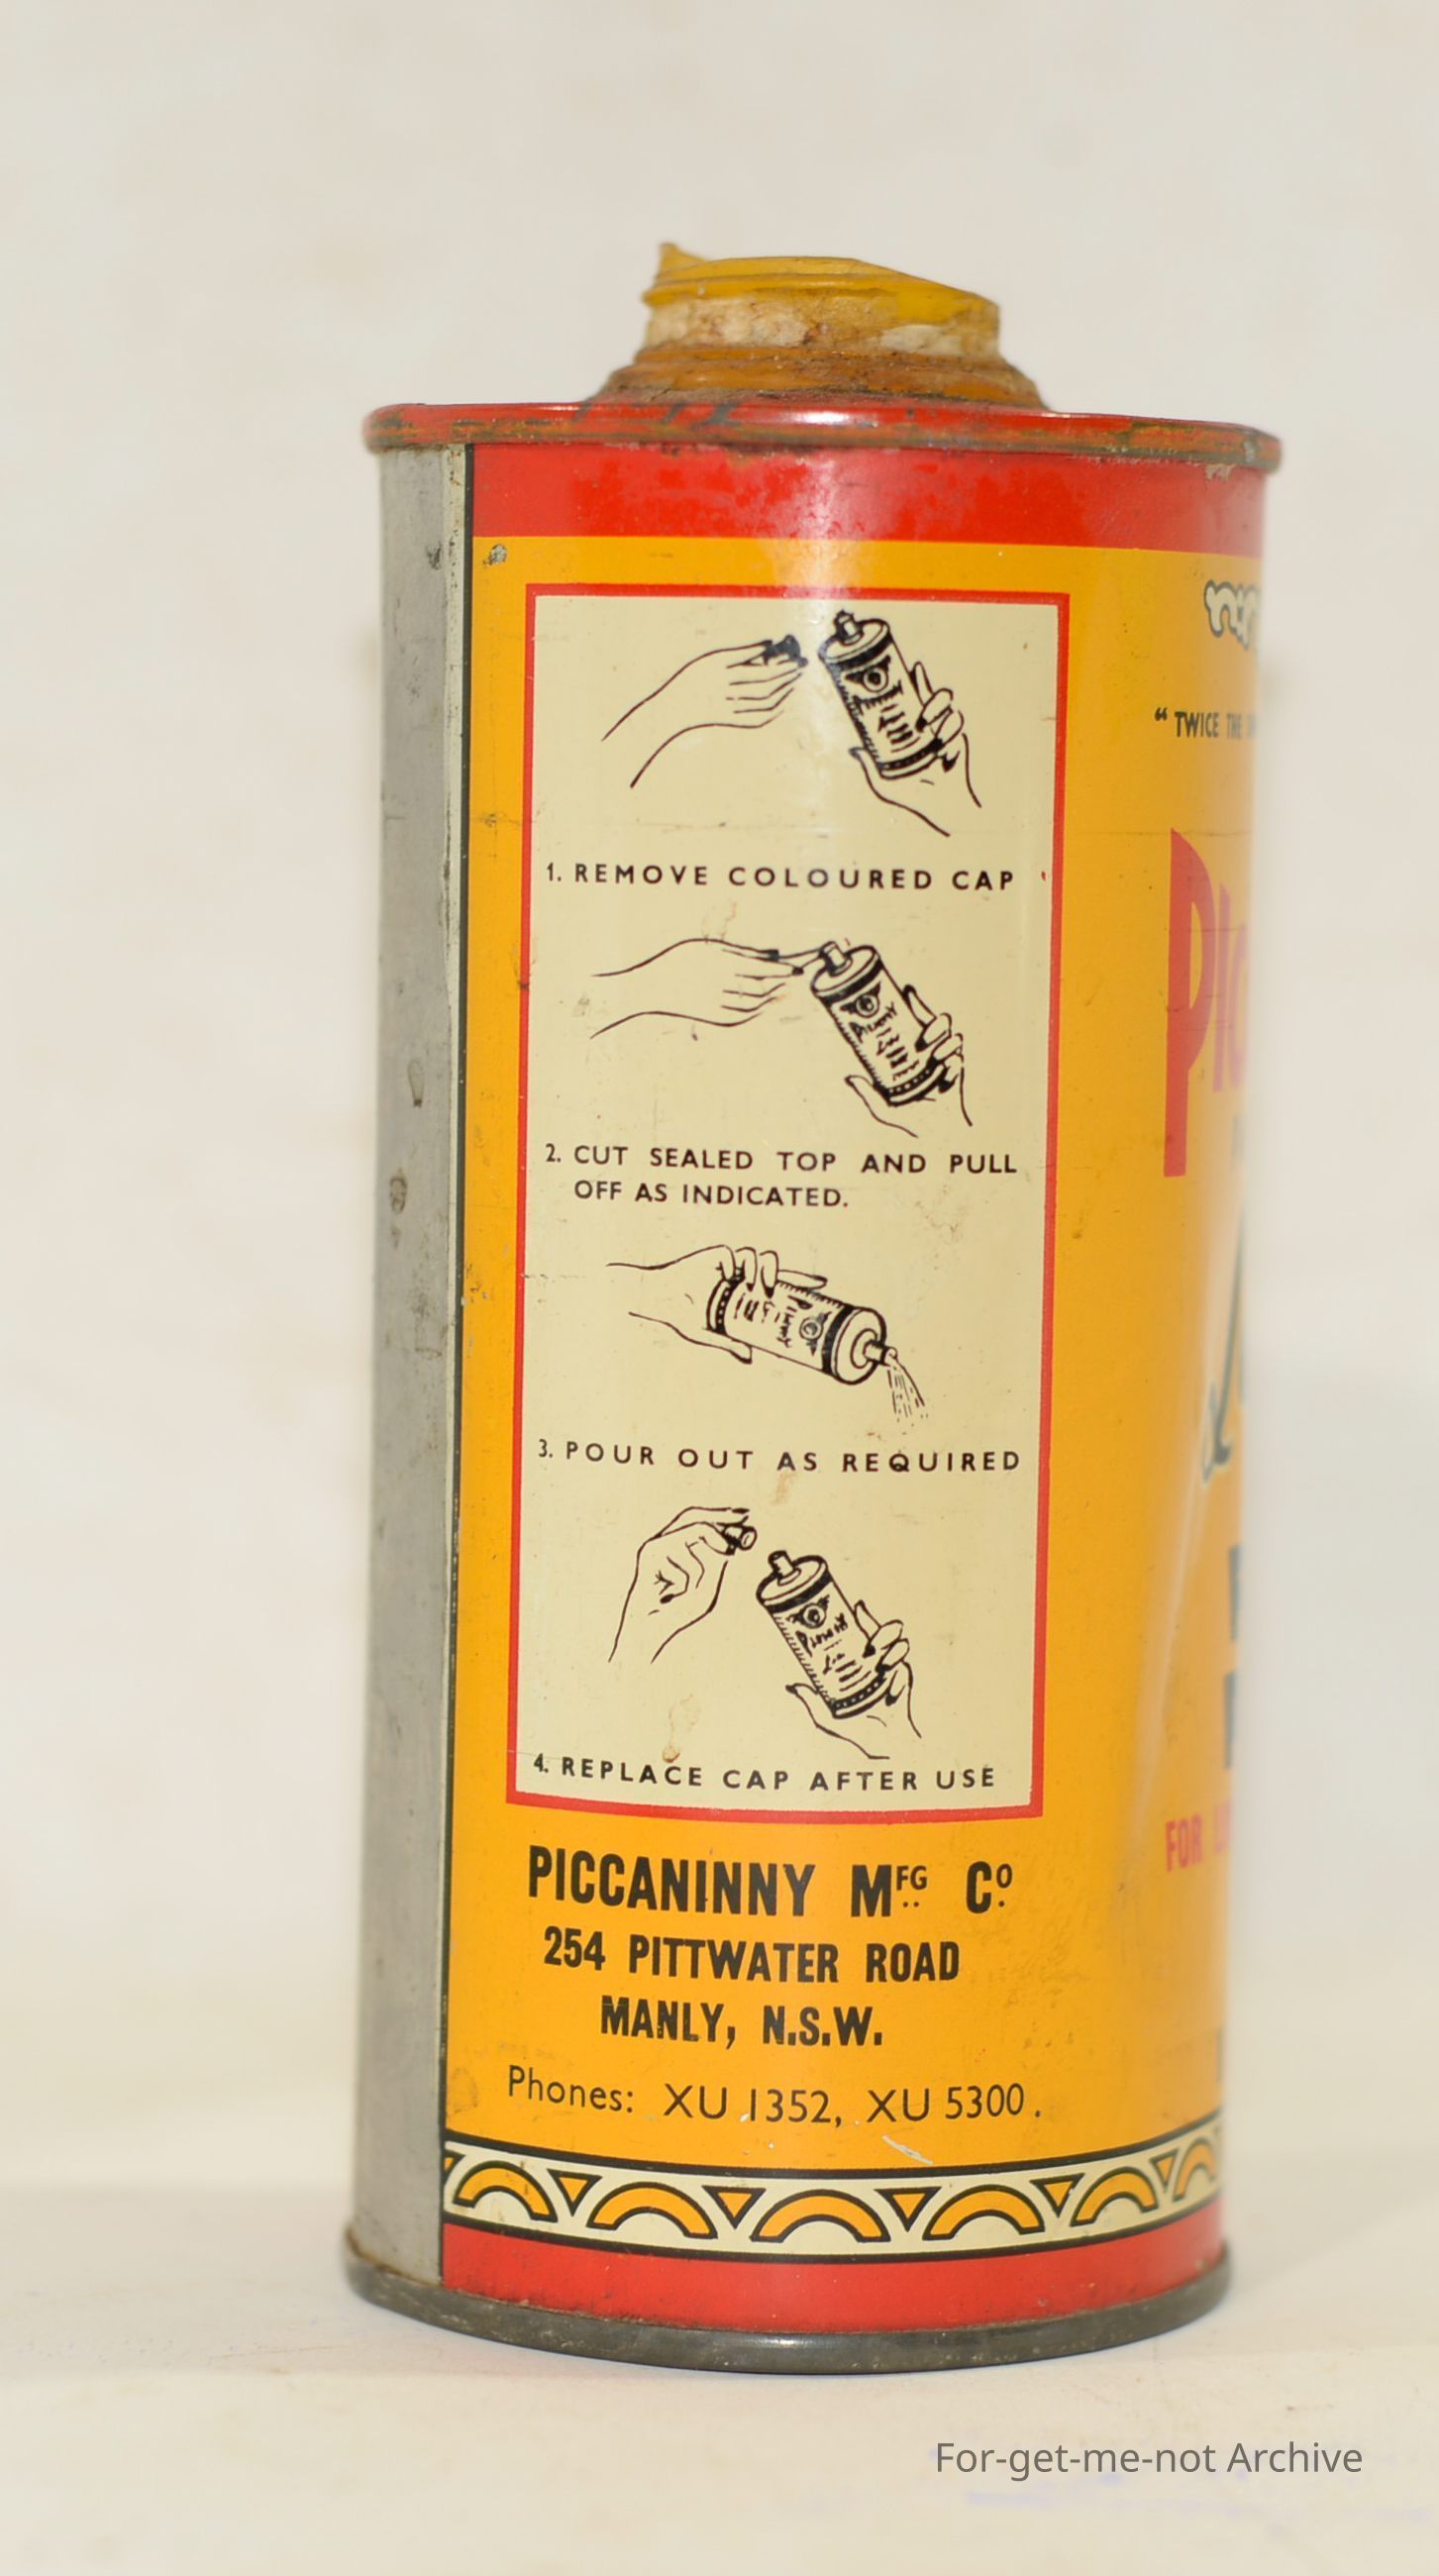 1. REMOVE COLOURED CAP
2. CUT SEALED TOP AND PULL
OFF AS INDICATED.
3. POUR OUT AS REQUIRED
4. REPLACE CAP AFTER USE
PICCANINNY MFG. CO.
254 PITTWATER ROAD
MANLY, N.S.W.
Phones: XU 1352, XU 5300.
“TWICE THE
FOR
For-get-me-not Archive